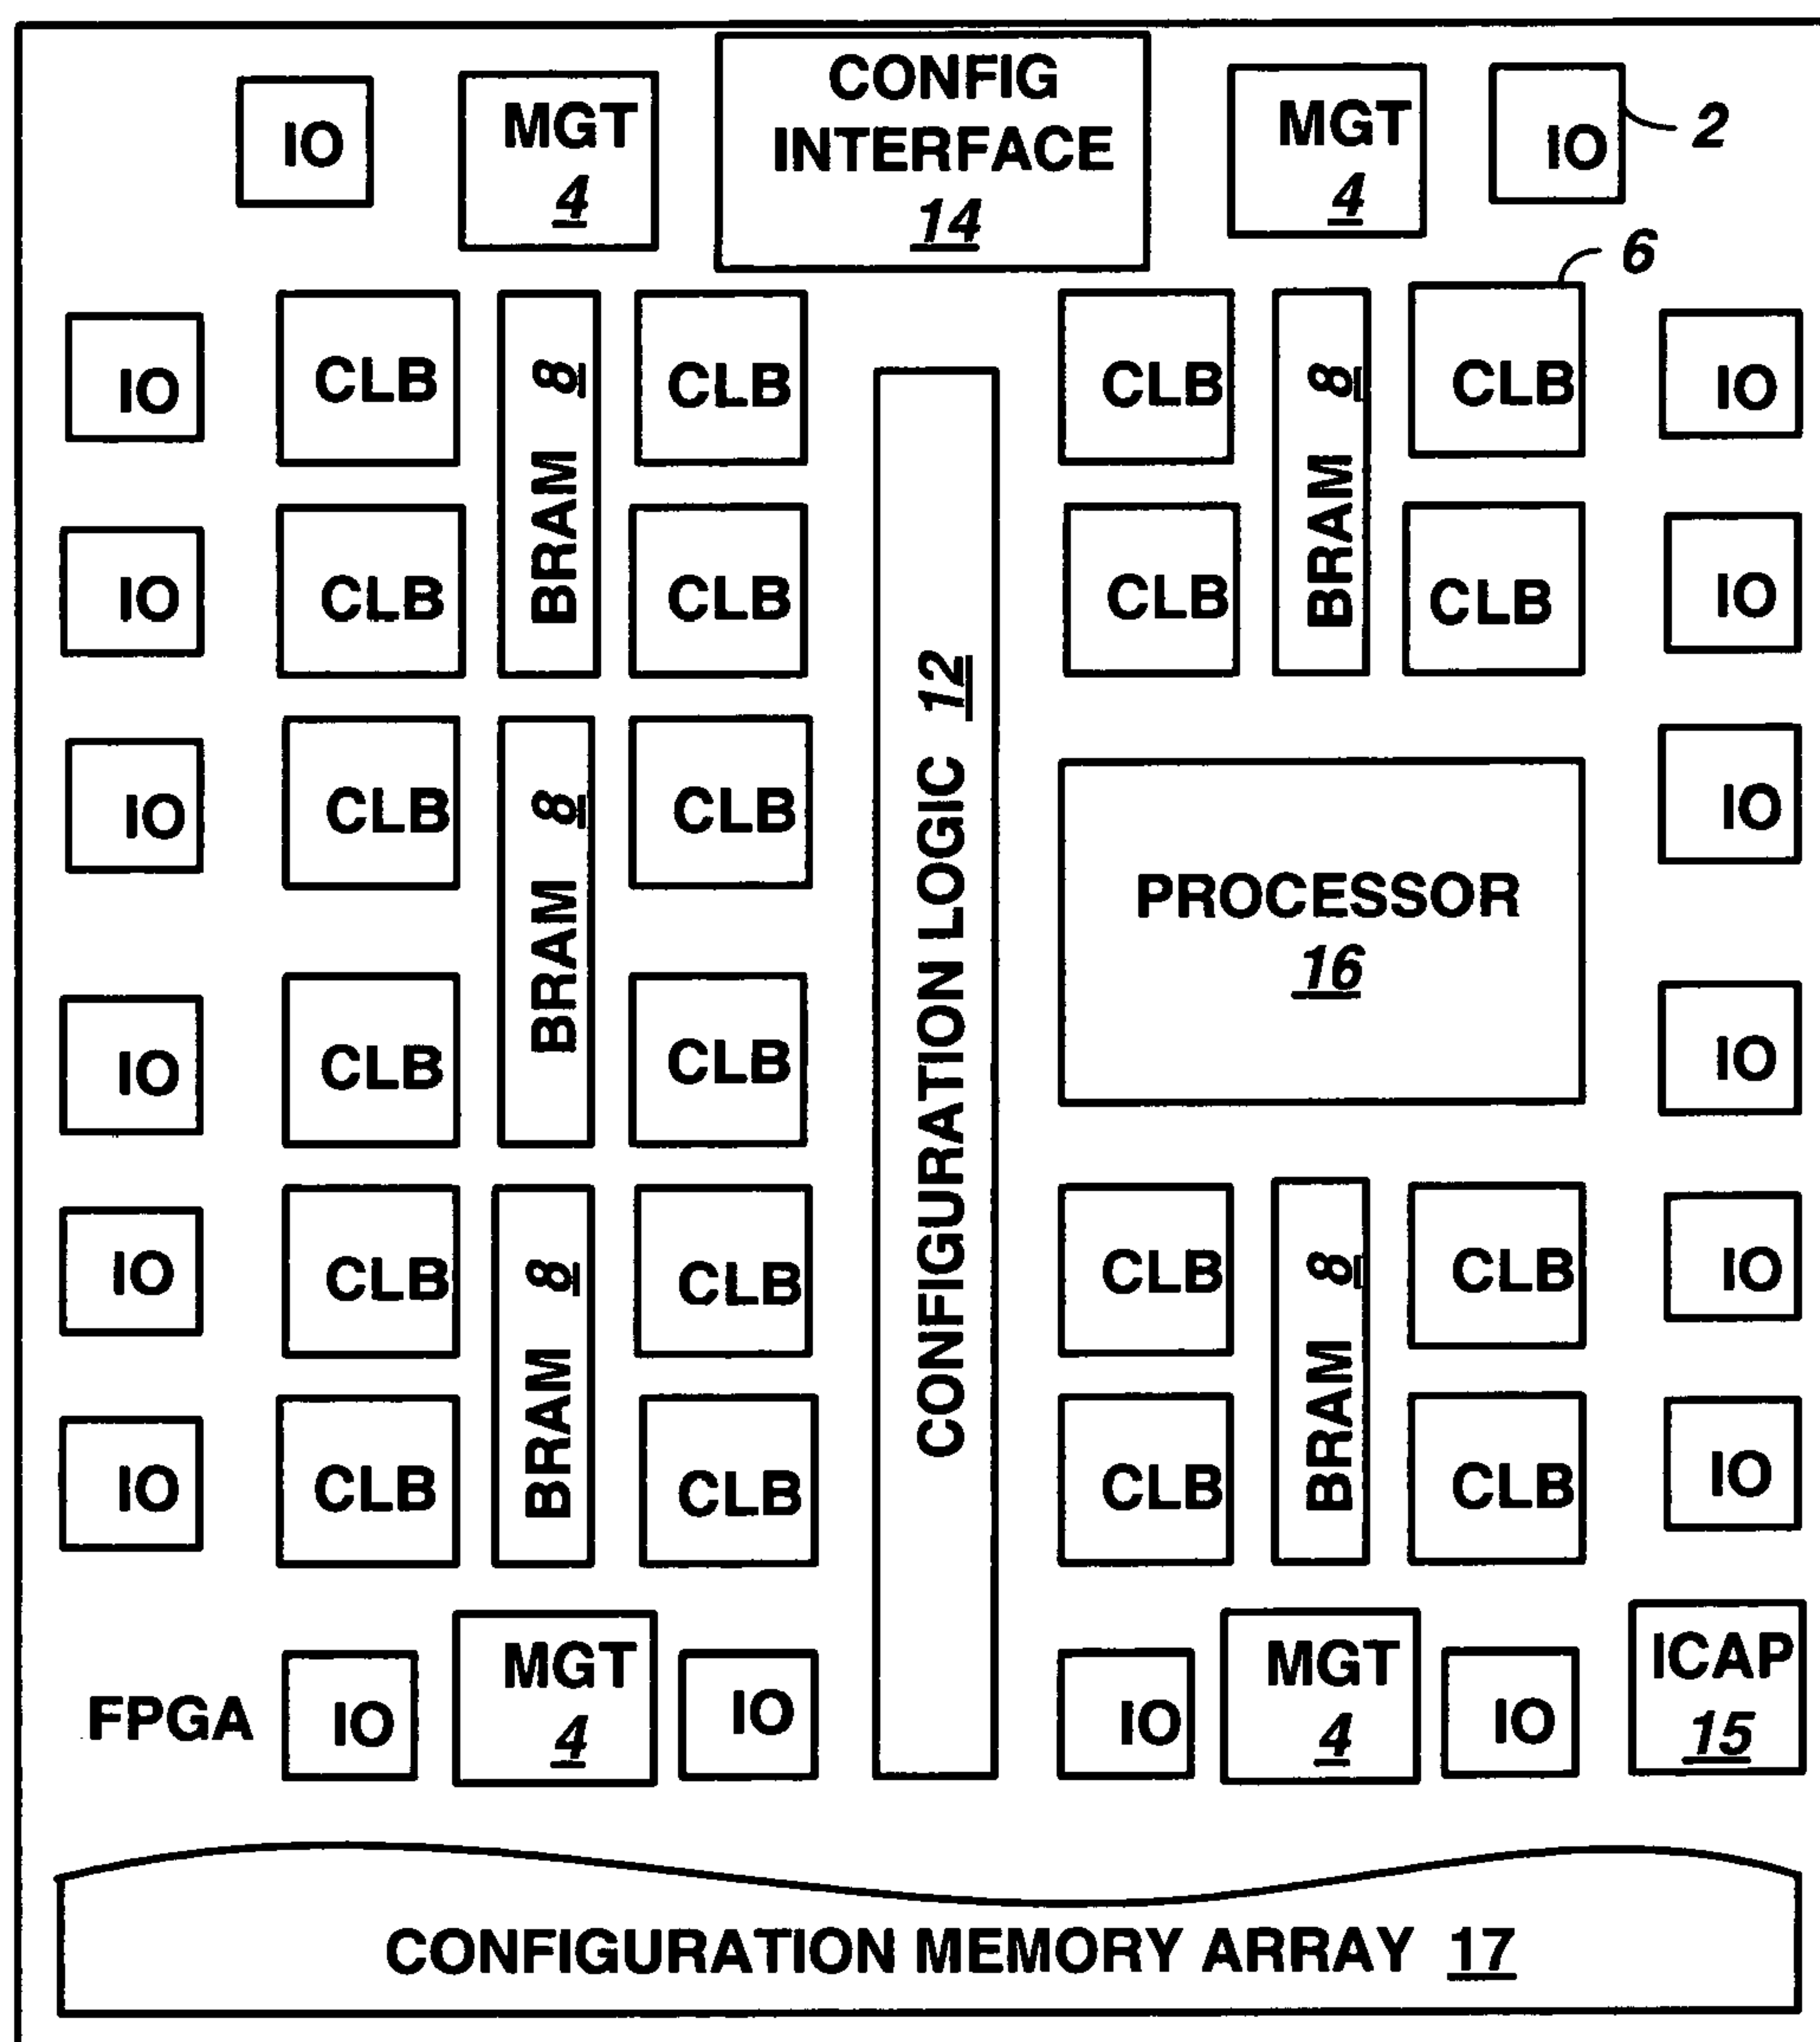 CONFIG
INTERFACE
14
IO
MGT
4
MGT
4
IO
2
6
IO
CLB
BRAM 8
CLB
CLB
BRAM 8
CLB
IO
IO
CLB
CLB
CLB
CLB
IO
CONFIGURATION LOGIC 12
IO
CLB
BRAM 8
CLB
PROCESSOR
16
IO
IO
CLB
CLB
IO
IO
CLB
BRAM 8
CLB
CLB
BRAM 8
CLB
IO
IO
CLB
CLB
CLB
CLB
IO
FPGA
IO
MGT
4
IO
IO
MGT
4
IO
ICAP
15
CONFIGURATION MEMORY ARRAY 17